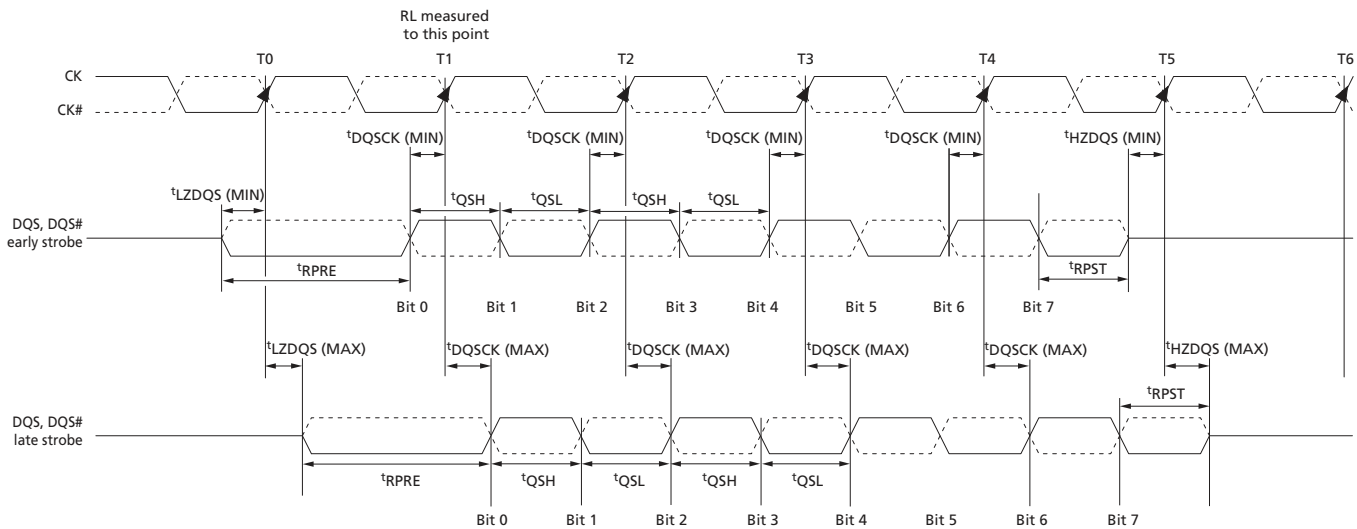 RL measured
to this point
T0 T1 T2 T3 T4 T5 T6
CK
CK#
tDQSCK (MIN) tDQSCK (MIN) tDQSCK (MIN) tDQSCK (MIN) tHZDQS (MIN)
tLZDQS (MIN)
tQSH tQSL tQSH tQSL
DQS, DQS#
early strobe
tRPRE tRPST
Bit 0 Bit 1 Bit 2 Bit 3 Bit 4 Bit 5 Bit 6 Bit 7
tLZDQS (MAX) tDQSCK (MAX) tDQSCK (MAX) tDQSCK (MAX) tDQSCK (MAX) tHZDQS (MAX)
tRPST
DQS, DQS#
late strobe
tRPRE tQSH tQSL tQSH tQSL
Bit 0 Bit 1 Bit 2 Bit 3 Bit 4 Bit 5 Bit 6 Bit 7